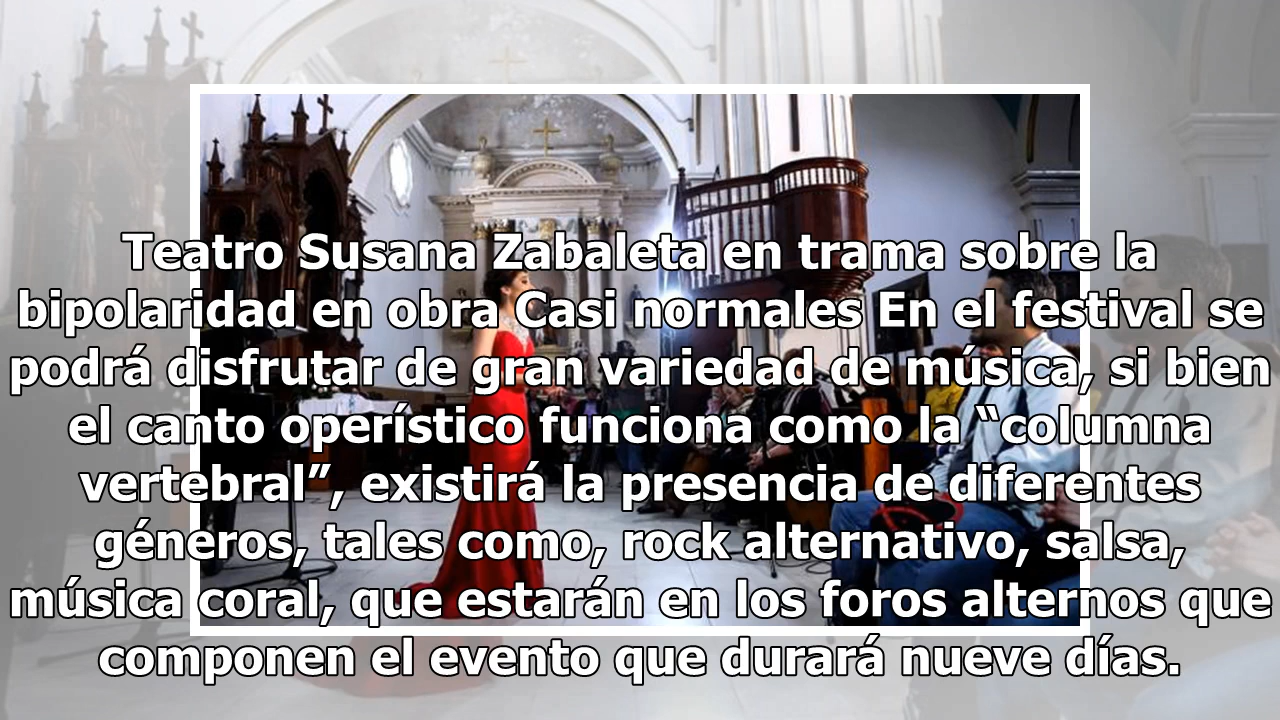 Teatro Susana Zabaleta en trama sobre la
bipolaridad en obra Casi normales En el festival se
podrá disfrutar de gran variedad de música, si bien
el canto operístico funciona como la “columna
vertebral”, existirá la presencia de diferentes
géneros, tales como, rock alternativo, salsa,
música coral, que estarán en los foros alternos que
componen el evento que durará nueve días.